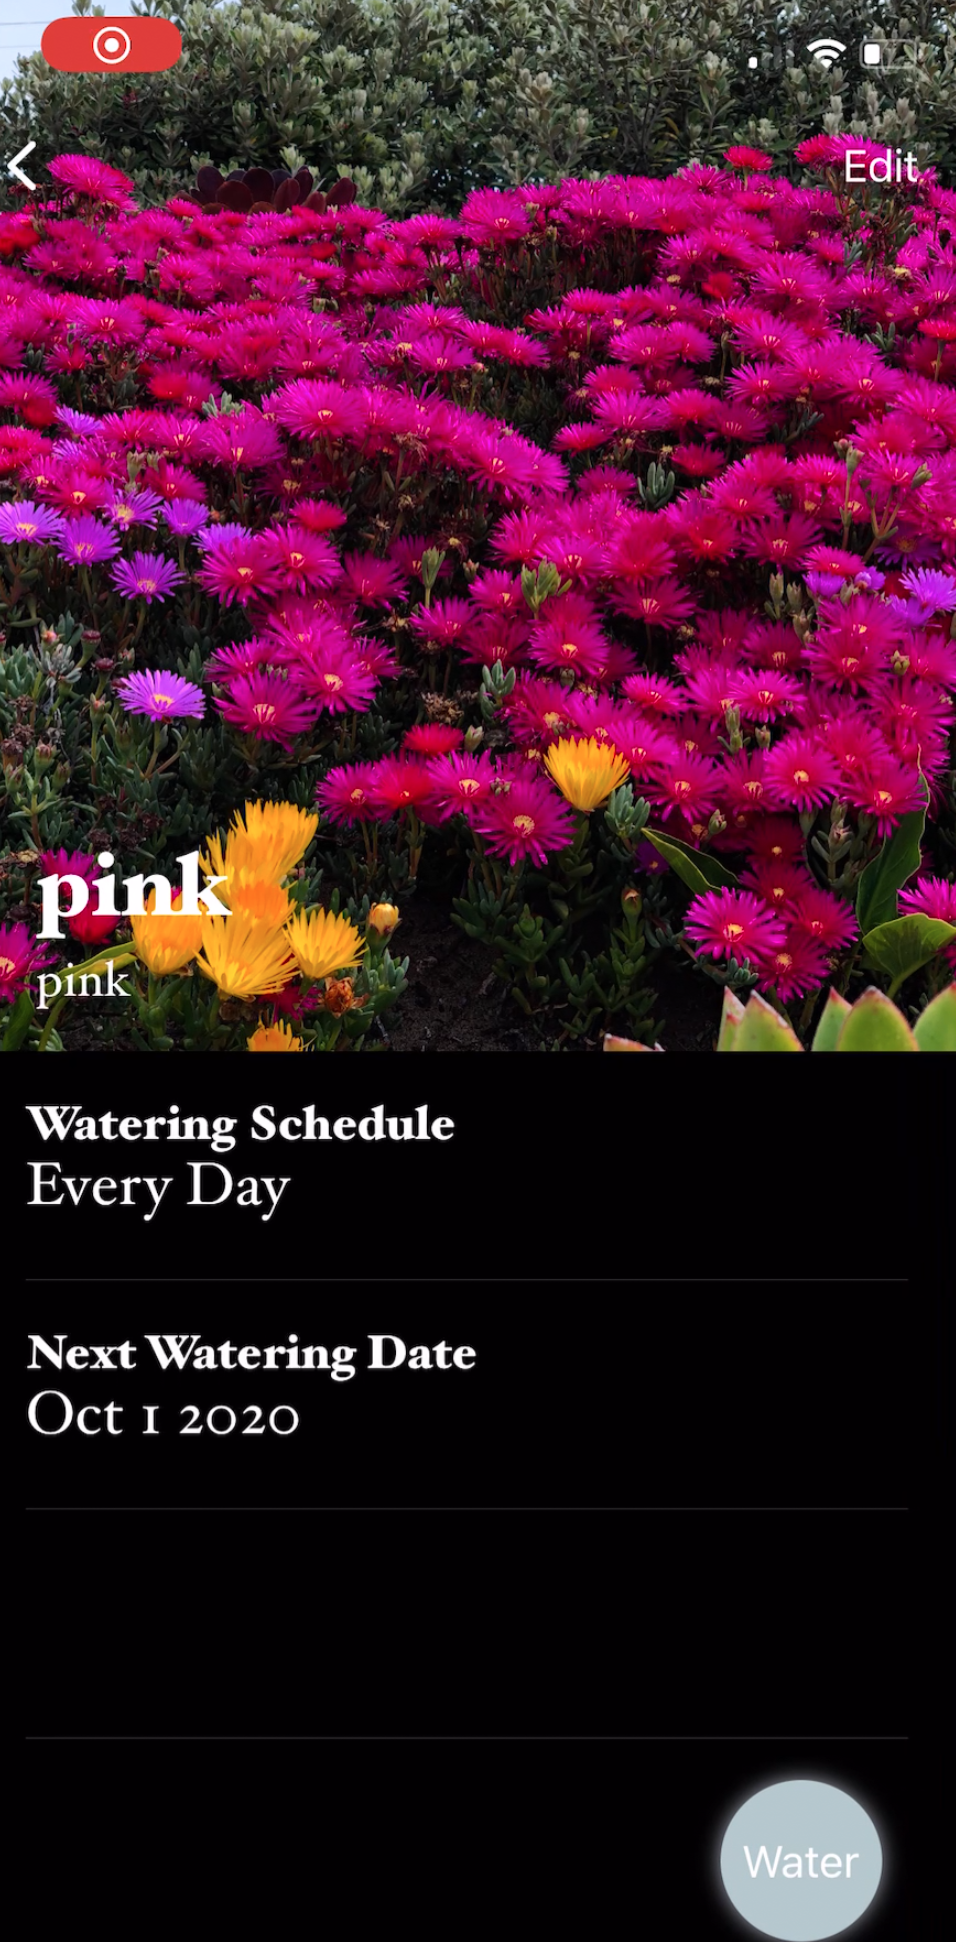 Edit
pink
pink
Watering Schedule
Every Day
Next Watering Date
Oct 1 2020
Water